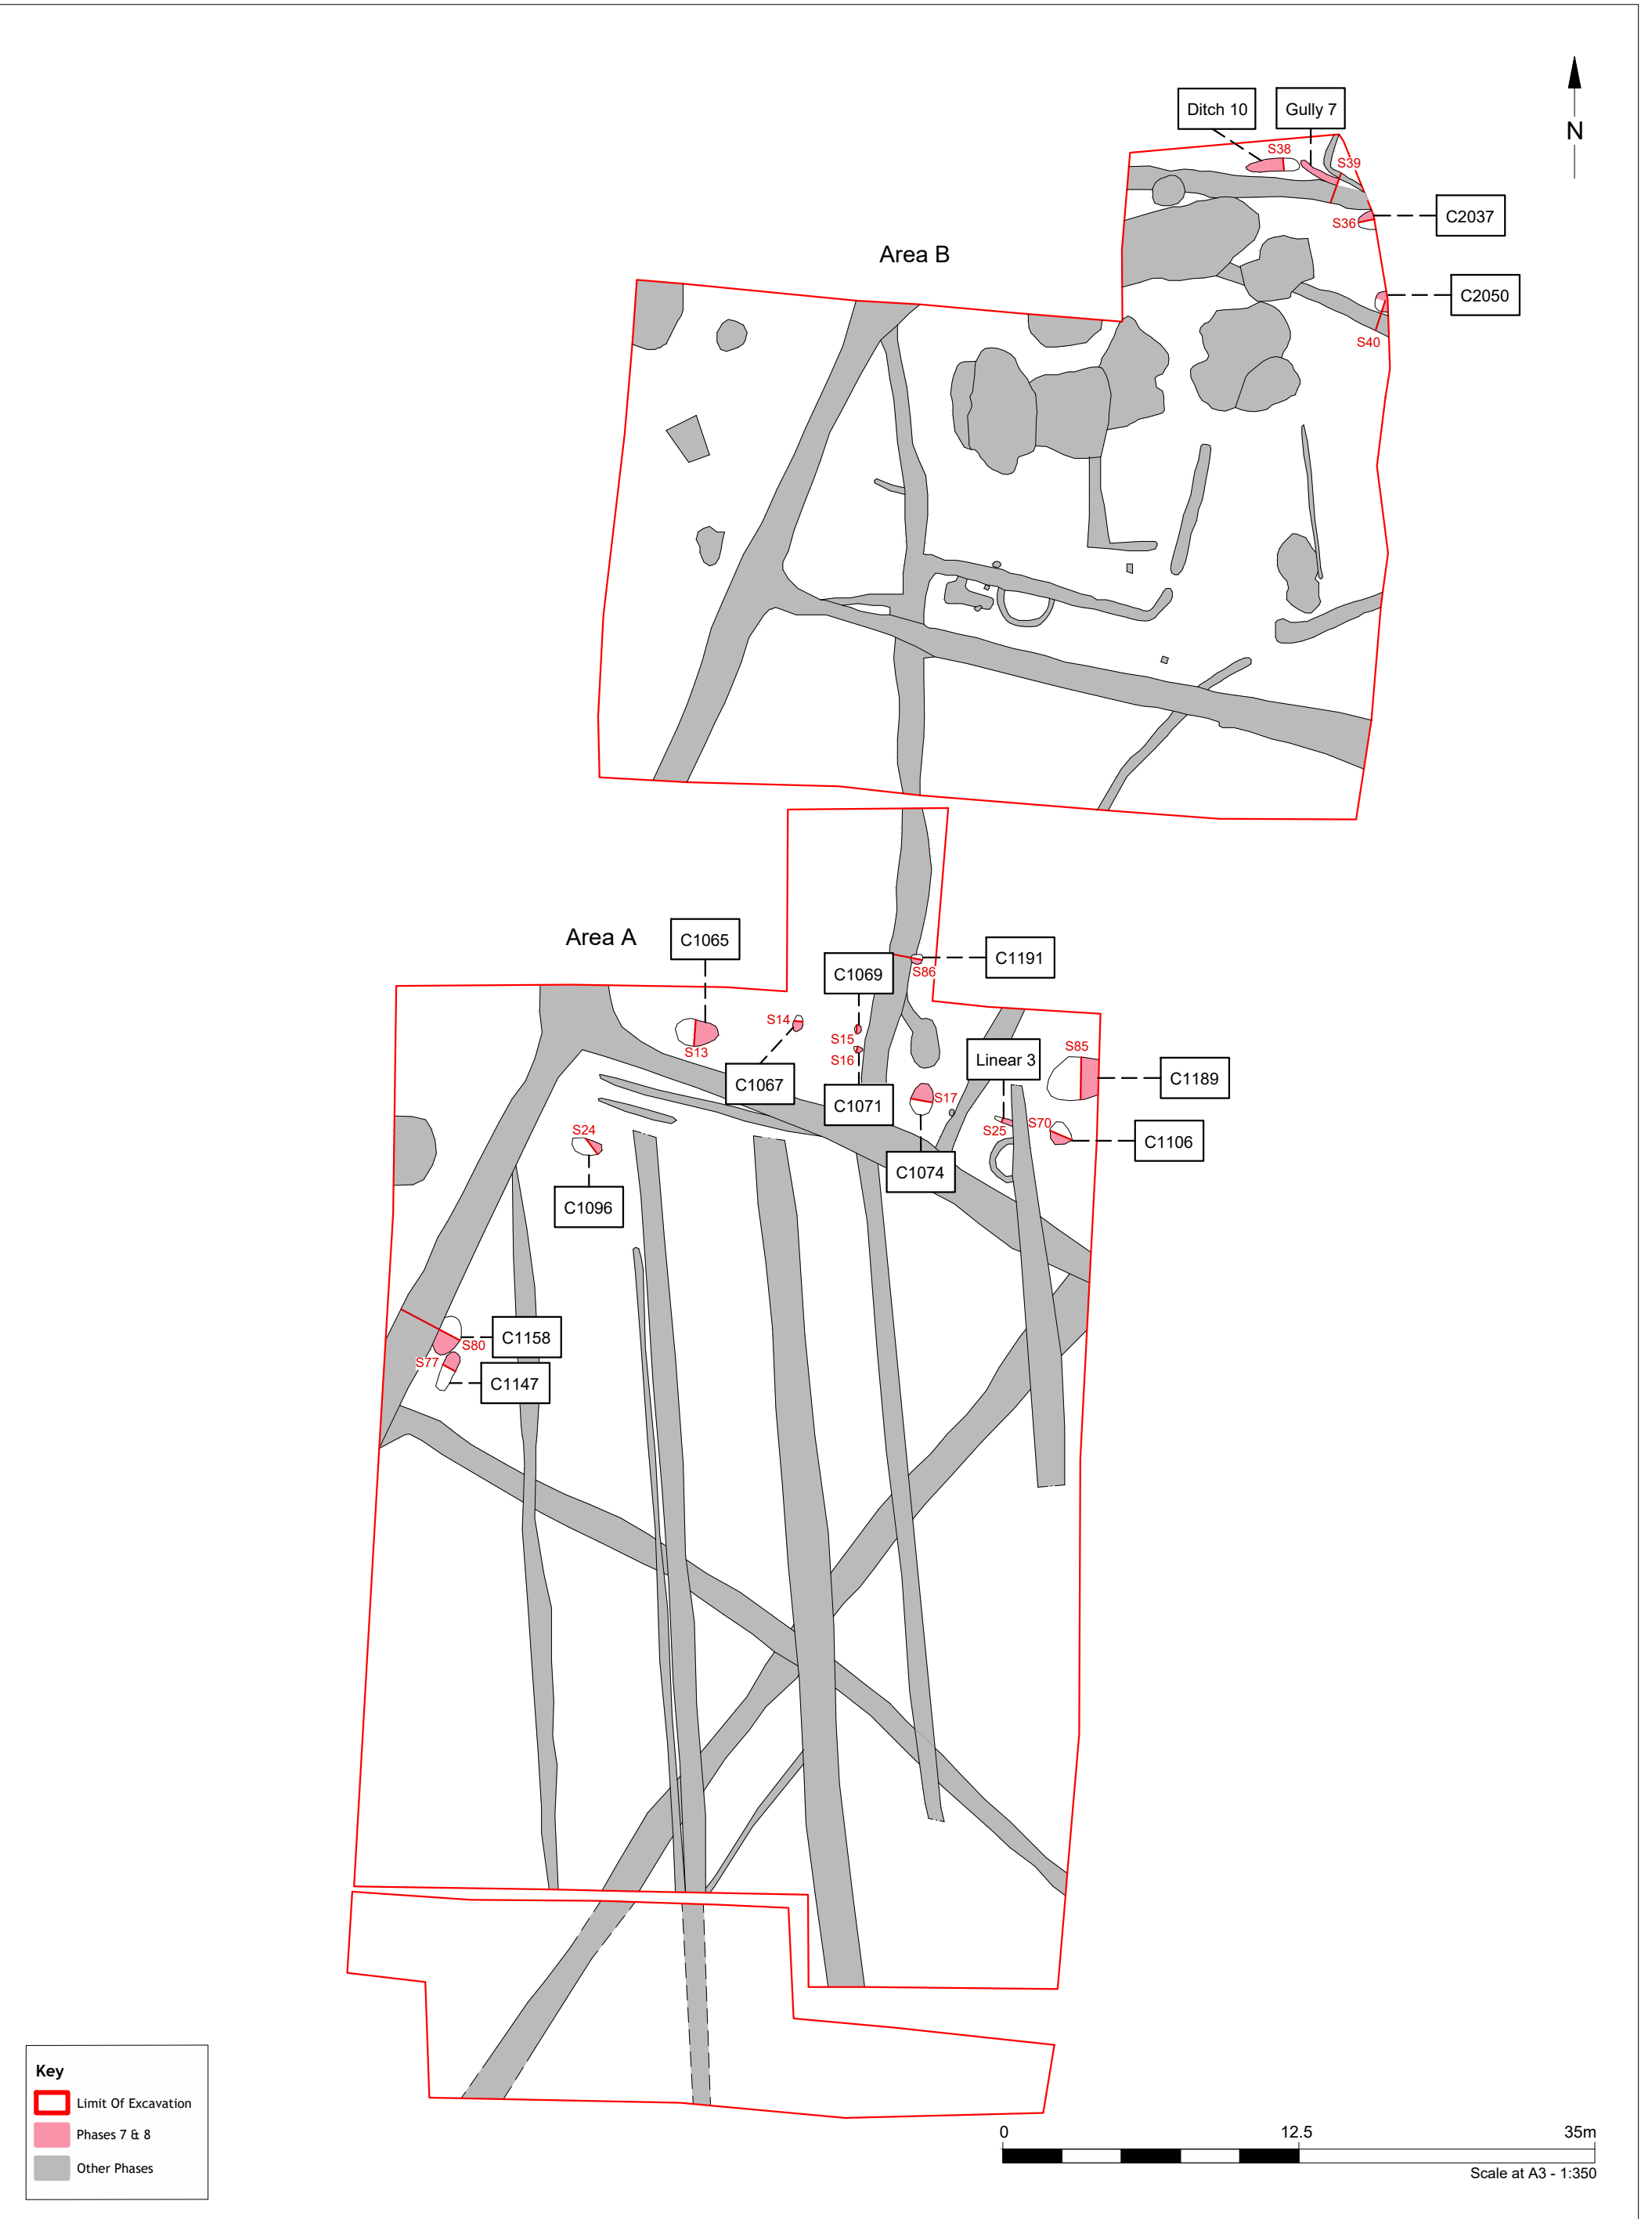 Ditch 10
Gully 7
N
S38
S39
C2037
S36
Area B
C2050
S40
Area A
C1065
C1069
C1191
S86
S14
S15
S13
S16
Linear 3
S85
C1067
C1071
C1189
S17
S25
S70
S24
C1106
C1074
C1096
C1158
S80
S77
C1147
Key
Limit Of Excavation
Phases 7 & 8
Other Phases
0 12.5 35m
Scale at A3 - 1:350